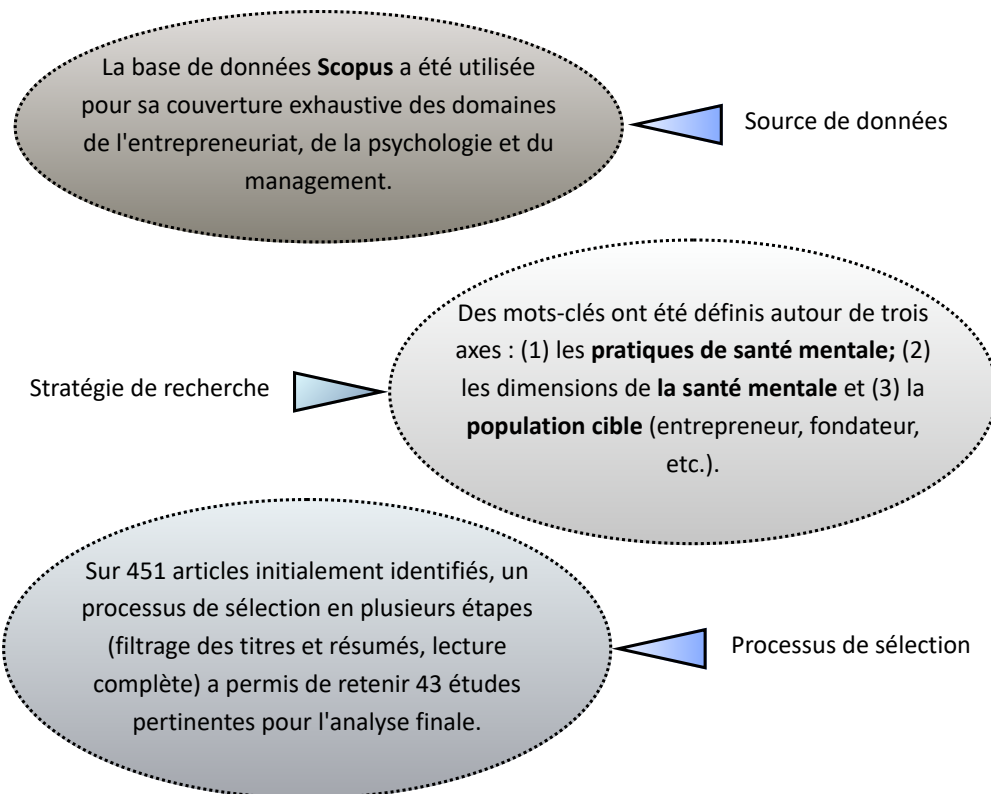 La base de données Scopus a été utilisée
pour sa couverture exhaustive des domaines
de l'entrepreneuriat, de la psychologie et du
management.
Source de données
Des mots-clés ont été définis autour de trois
axes : (1) les pratiques de santé mentale; (2)
les dimensions de la santé mentale et (3) la
population cible (entrepreneur, fondateur,
etc.).
Stratégie de recherche
Sur 451 articles initialement identifiés, un
processus de sélection en plusieurs étapes
(filtrage des titres et résumés, lecture
complète) a permis de retenir 43 études
pertinentes pour l'analyse finale.
Processus de sélection